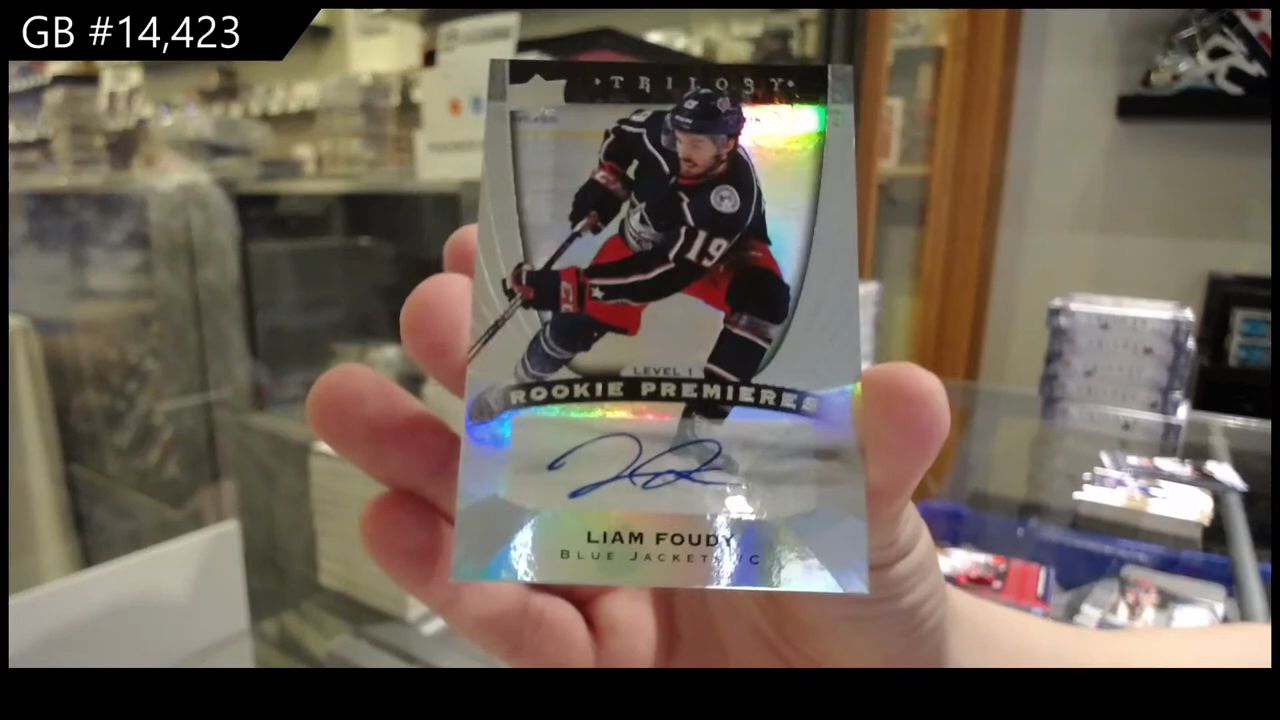 GB #14,423
TRILOGY
19
LEVEL 1
ROOKIE PREMIERES
LIAM FOUDY
BLUE JACKETS/C